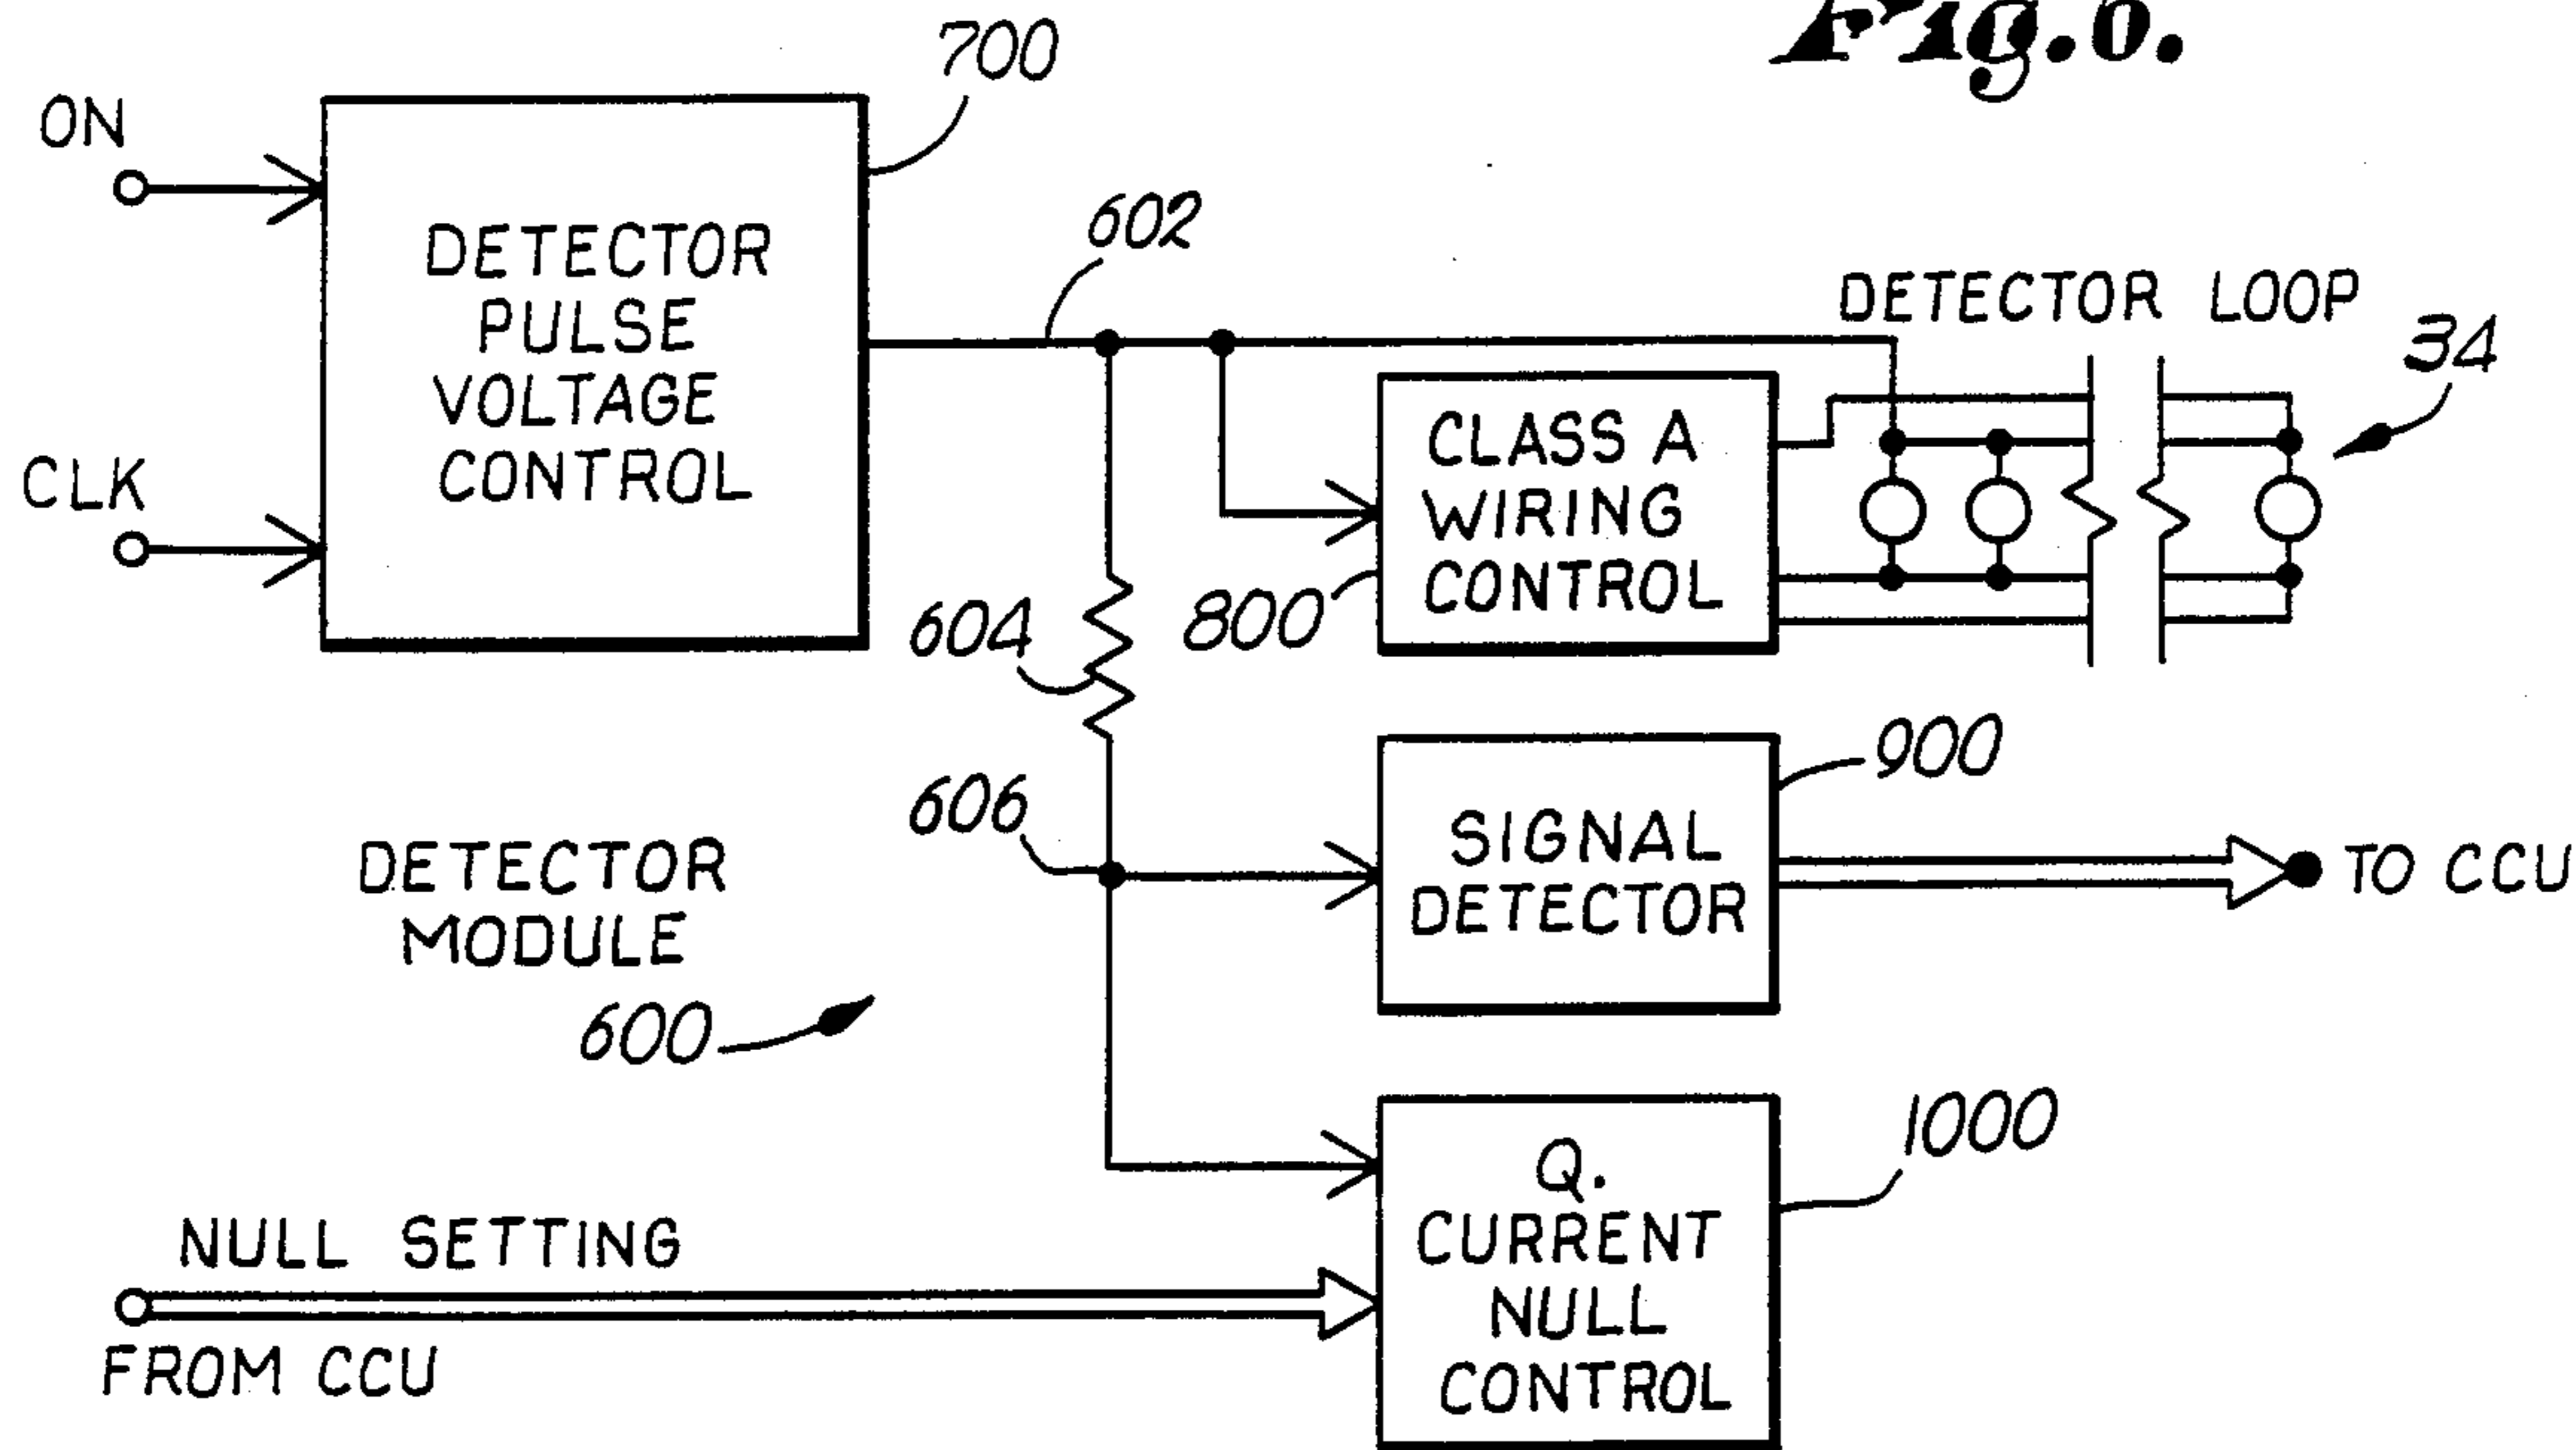 Fig.6.
700
ON
DETECTOR
PULSE
VOLTAGE
CONTROL
CLK
602
DETECTOR LOOP
34
CLASS A
WIRING
CONTROL
800
604
606
900
SIGNAL
DETECTOR
TO CCU
DETECTOR
MODULE
600
1000
Q.
CURRENT
NULL
CONTROL
NULL SETTING
FROM CCU